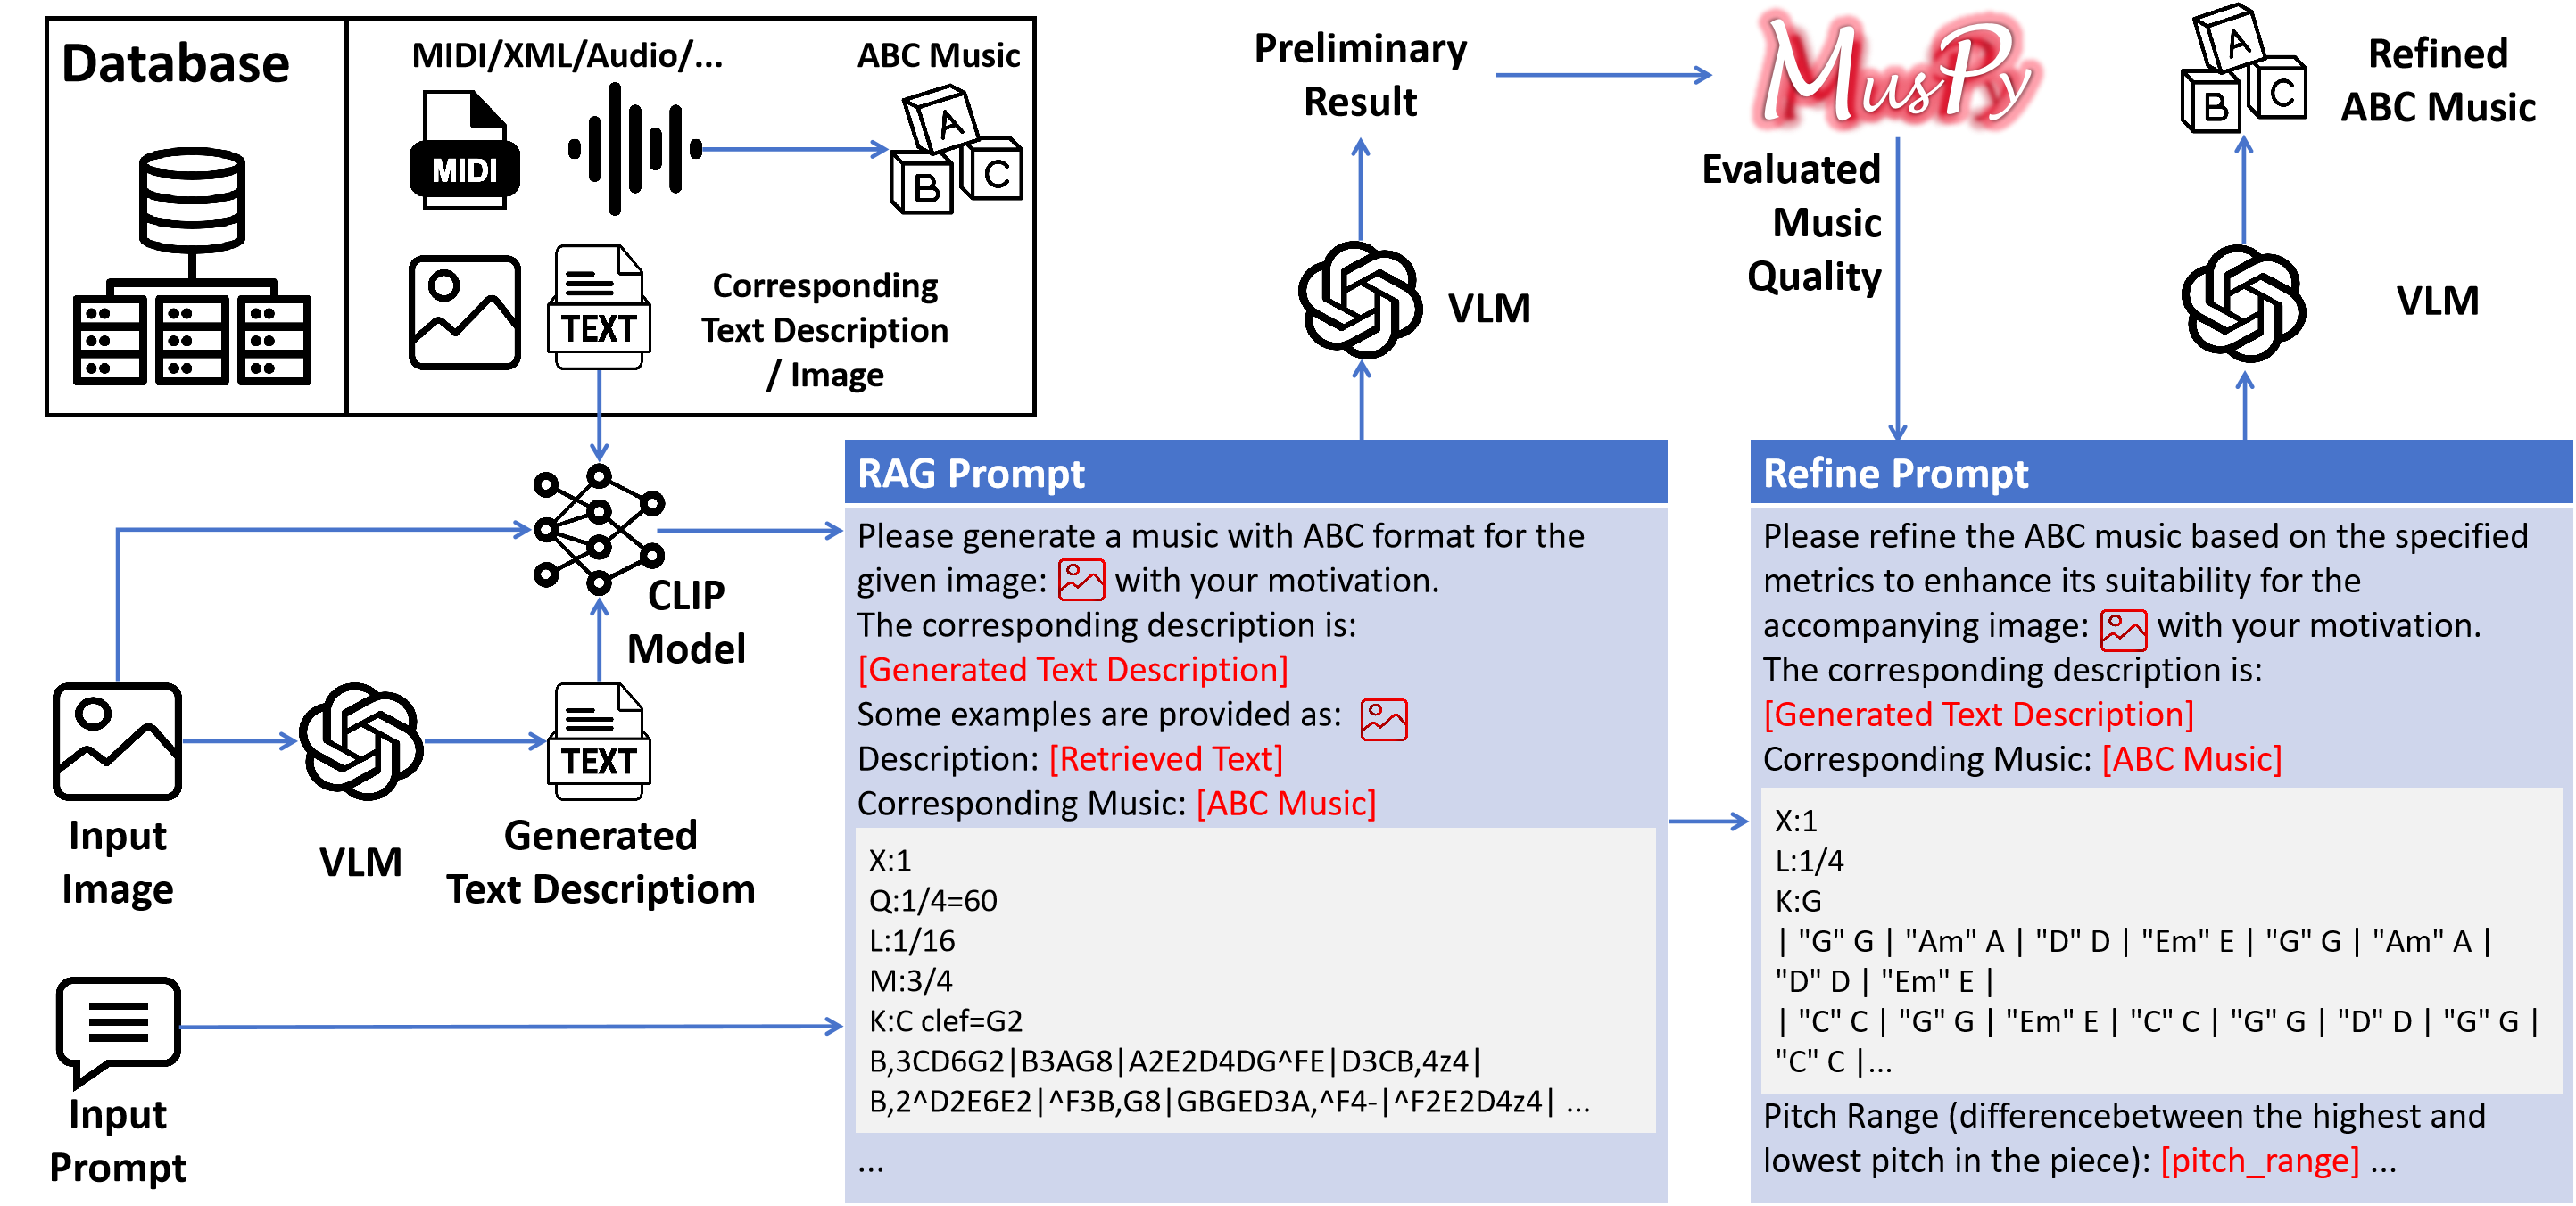 Database
MIDI/XML/Audio/...
ABC Music
MIDI
A
B
C
TEXT
Corresponding
Text Description
/ Image
CLIP
Model
Input
Image
VLM
TEXT
Generated
Text Descriptiom
Input
Prompt
Preliminary
Result
VLM
RAG Prompt
Please generate a music with ABC format for the
given image: with your motivation.
The corresponding description is:
[Generated Text Description]
Some examples are provided as:
Description: [Retrieved Text]
Corresponding Music: [ABC Music]
X:1
Q:1/4=60
L:1/16
M:3/4
K:C clef=G2
B,3CD6G2|B3AG8|A2E2D4DG^FE|D3CB,4z4|
B,2^D2E6E2|^F3B,G8|GBGED3A,^F4-|^F2E2D4z4| ...
...
MusPy
Evaluated
Music
Quality
A
B
C
Refined
ABC Music
VLM
Refine Prompt
Please refine the ABC music based on the specified
metrics to enhance its suitability for the
accompanying image: with your motivation.
The corresponding description is:
[Generated Text Description]
Corresponding Music: [ABC Music]
X:1
L:1/4
K:G
| "G" G | "Am" A | "D" D | "Em" E | "G" G | "Am" A |
"D" D | "Em" E |
| "C" C | "G" G | "Em" E | "C" C | "G" G | "D" D | "G" G |
"C" C |...
Pitch Range (differencebetween the highest and
lowest pitch in the piece): [pitch_range] ...